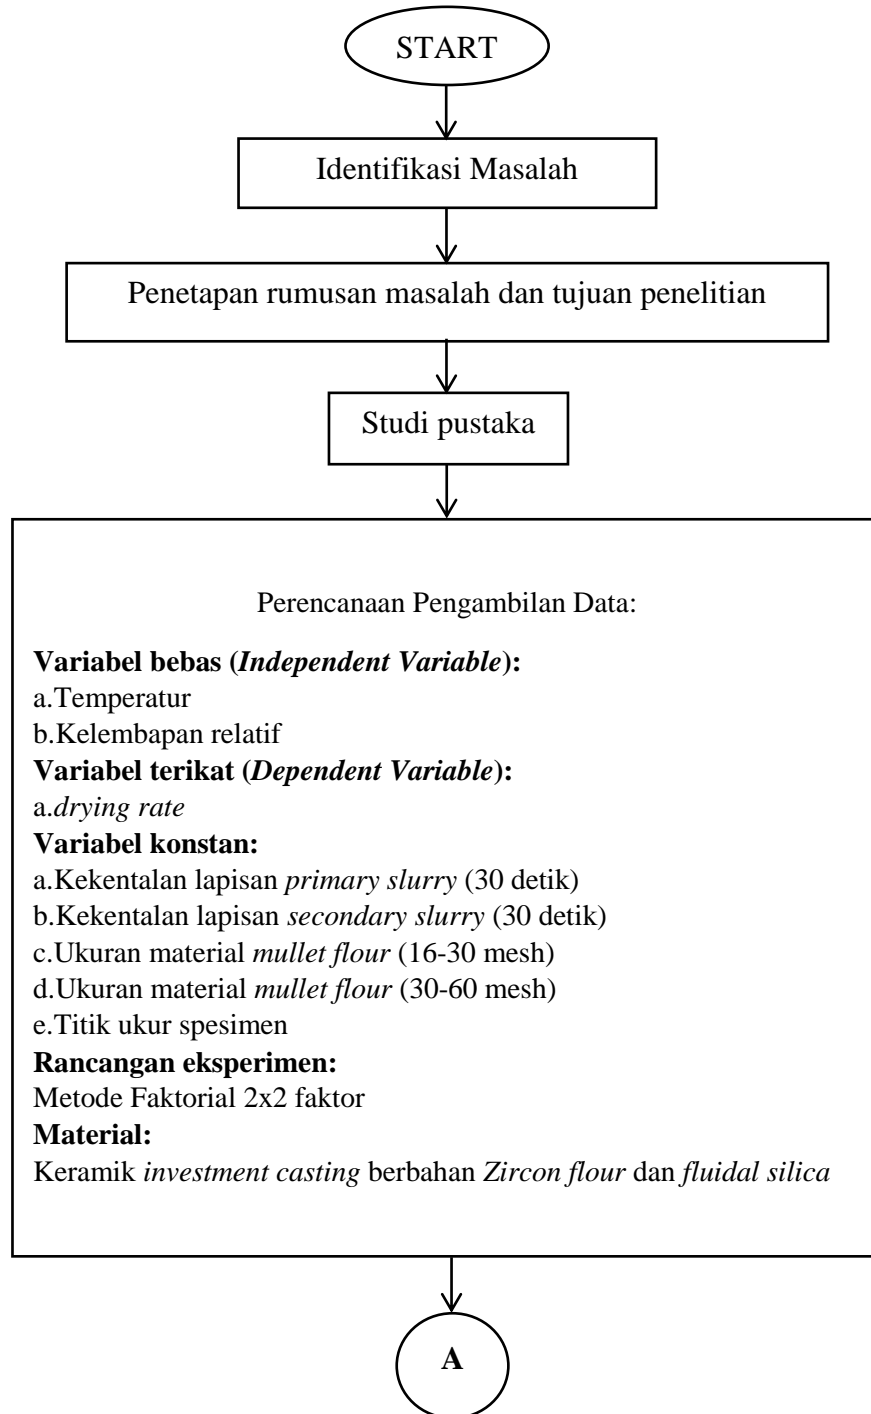 START
Identifikasi Masalah
Penetapan rumusan masalah dan tujuan penelitian
Studi pustaka
Perencanaan Pengambilan Data:
Variabel bebas (Independent Variable):
a.Temperatur
b.Kelembapan relatif
Variabel terikat (Dependent Variable):
a.drying rate
Variabel konstan:
a.Kekentalan lapisan primary slurry (30 detik)
b.Kekentalan lapisan secondary slurry (30 detik)
c.Ukuran material mullet flour (16-30 mesh)
d.Ukuran material mullet flour (30-60 mesh)
e.Titik ukur spesimen
Rancangan eksperimen:
Metode Faktorial 2x2 faktor
Material:
Keramik investment casting berbahan Zircon flour dan fluidal silica
A